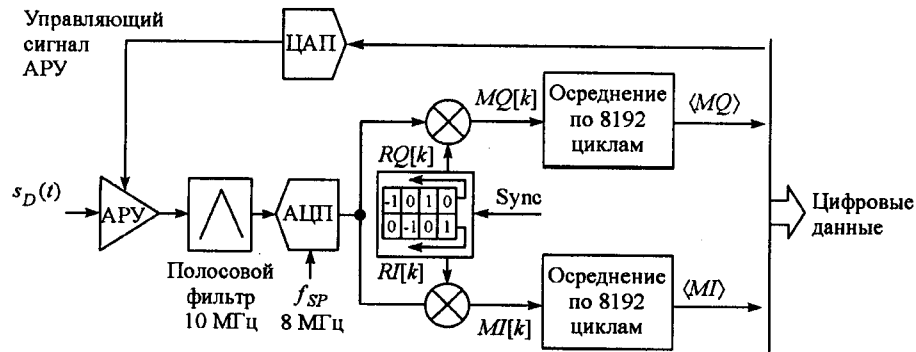 Управляющий
сигнал
АРУ
ЦАП
MQ[k]
Осреднение
по 8192
циклам
⟨MQ⟩
RQ[k]
s_D(t)
АРУ
АЦП
-1 0 1 0
0 -1 0 1
Sync
Цифровые
данные
Полосовой
фильтр
10 МГц
f_SP
8 МГц
RI[k]
MI[k]
Осреднение
по 8192
циклам
⟨MI⟩